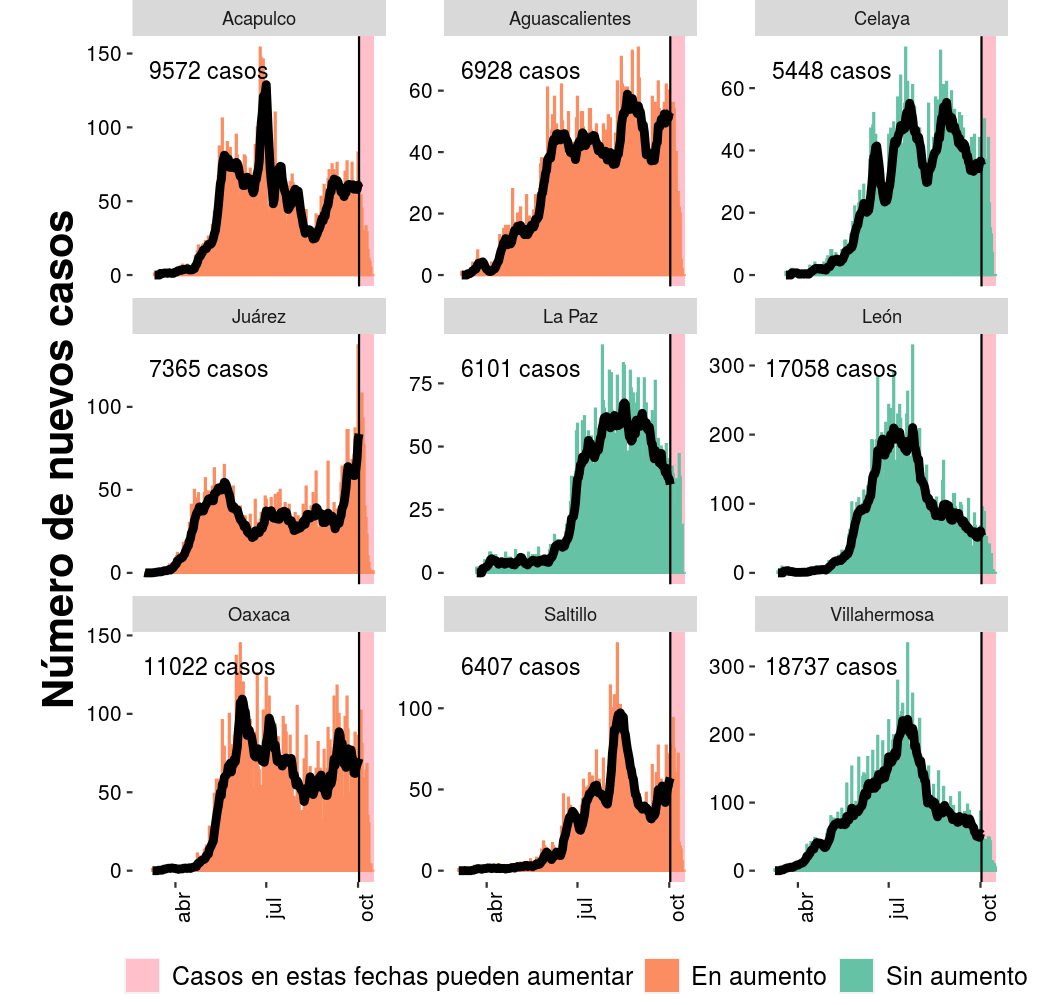 Acapulco
Aguascalientes
Celaya
150
100
50
0
9572 casos
60
40
20
0
6928 casos
60
40
20
0
5448 casos
Número de nuevos casos
Juárez
La Paz
León
100
50
0
7365 casos
75
50
25
0
6101 casos
300
200
100
0
17058 casos
Oaxaca
Saltillo
Villahermosa
150
100
50
0
11022 casos
100
50
0
6407 casos
300
200
100
0
18737 casos
abr
jul
oct
abr
jul
oct
abr
jul
oct
Casos en estas fechas pueden aumentar
En aumento
Sin aumento